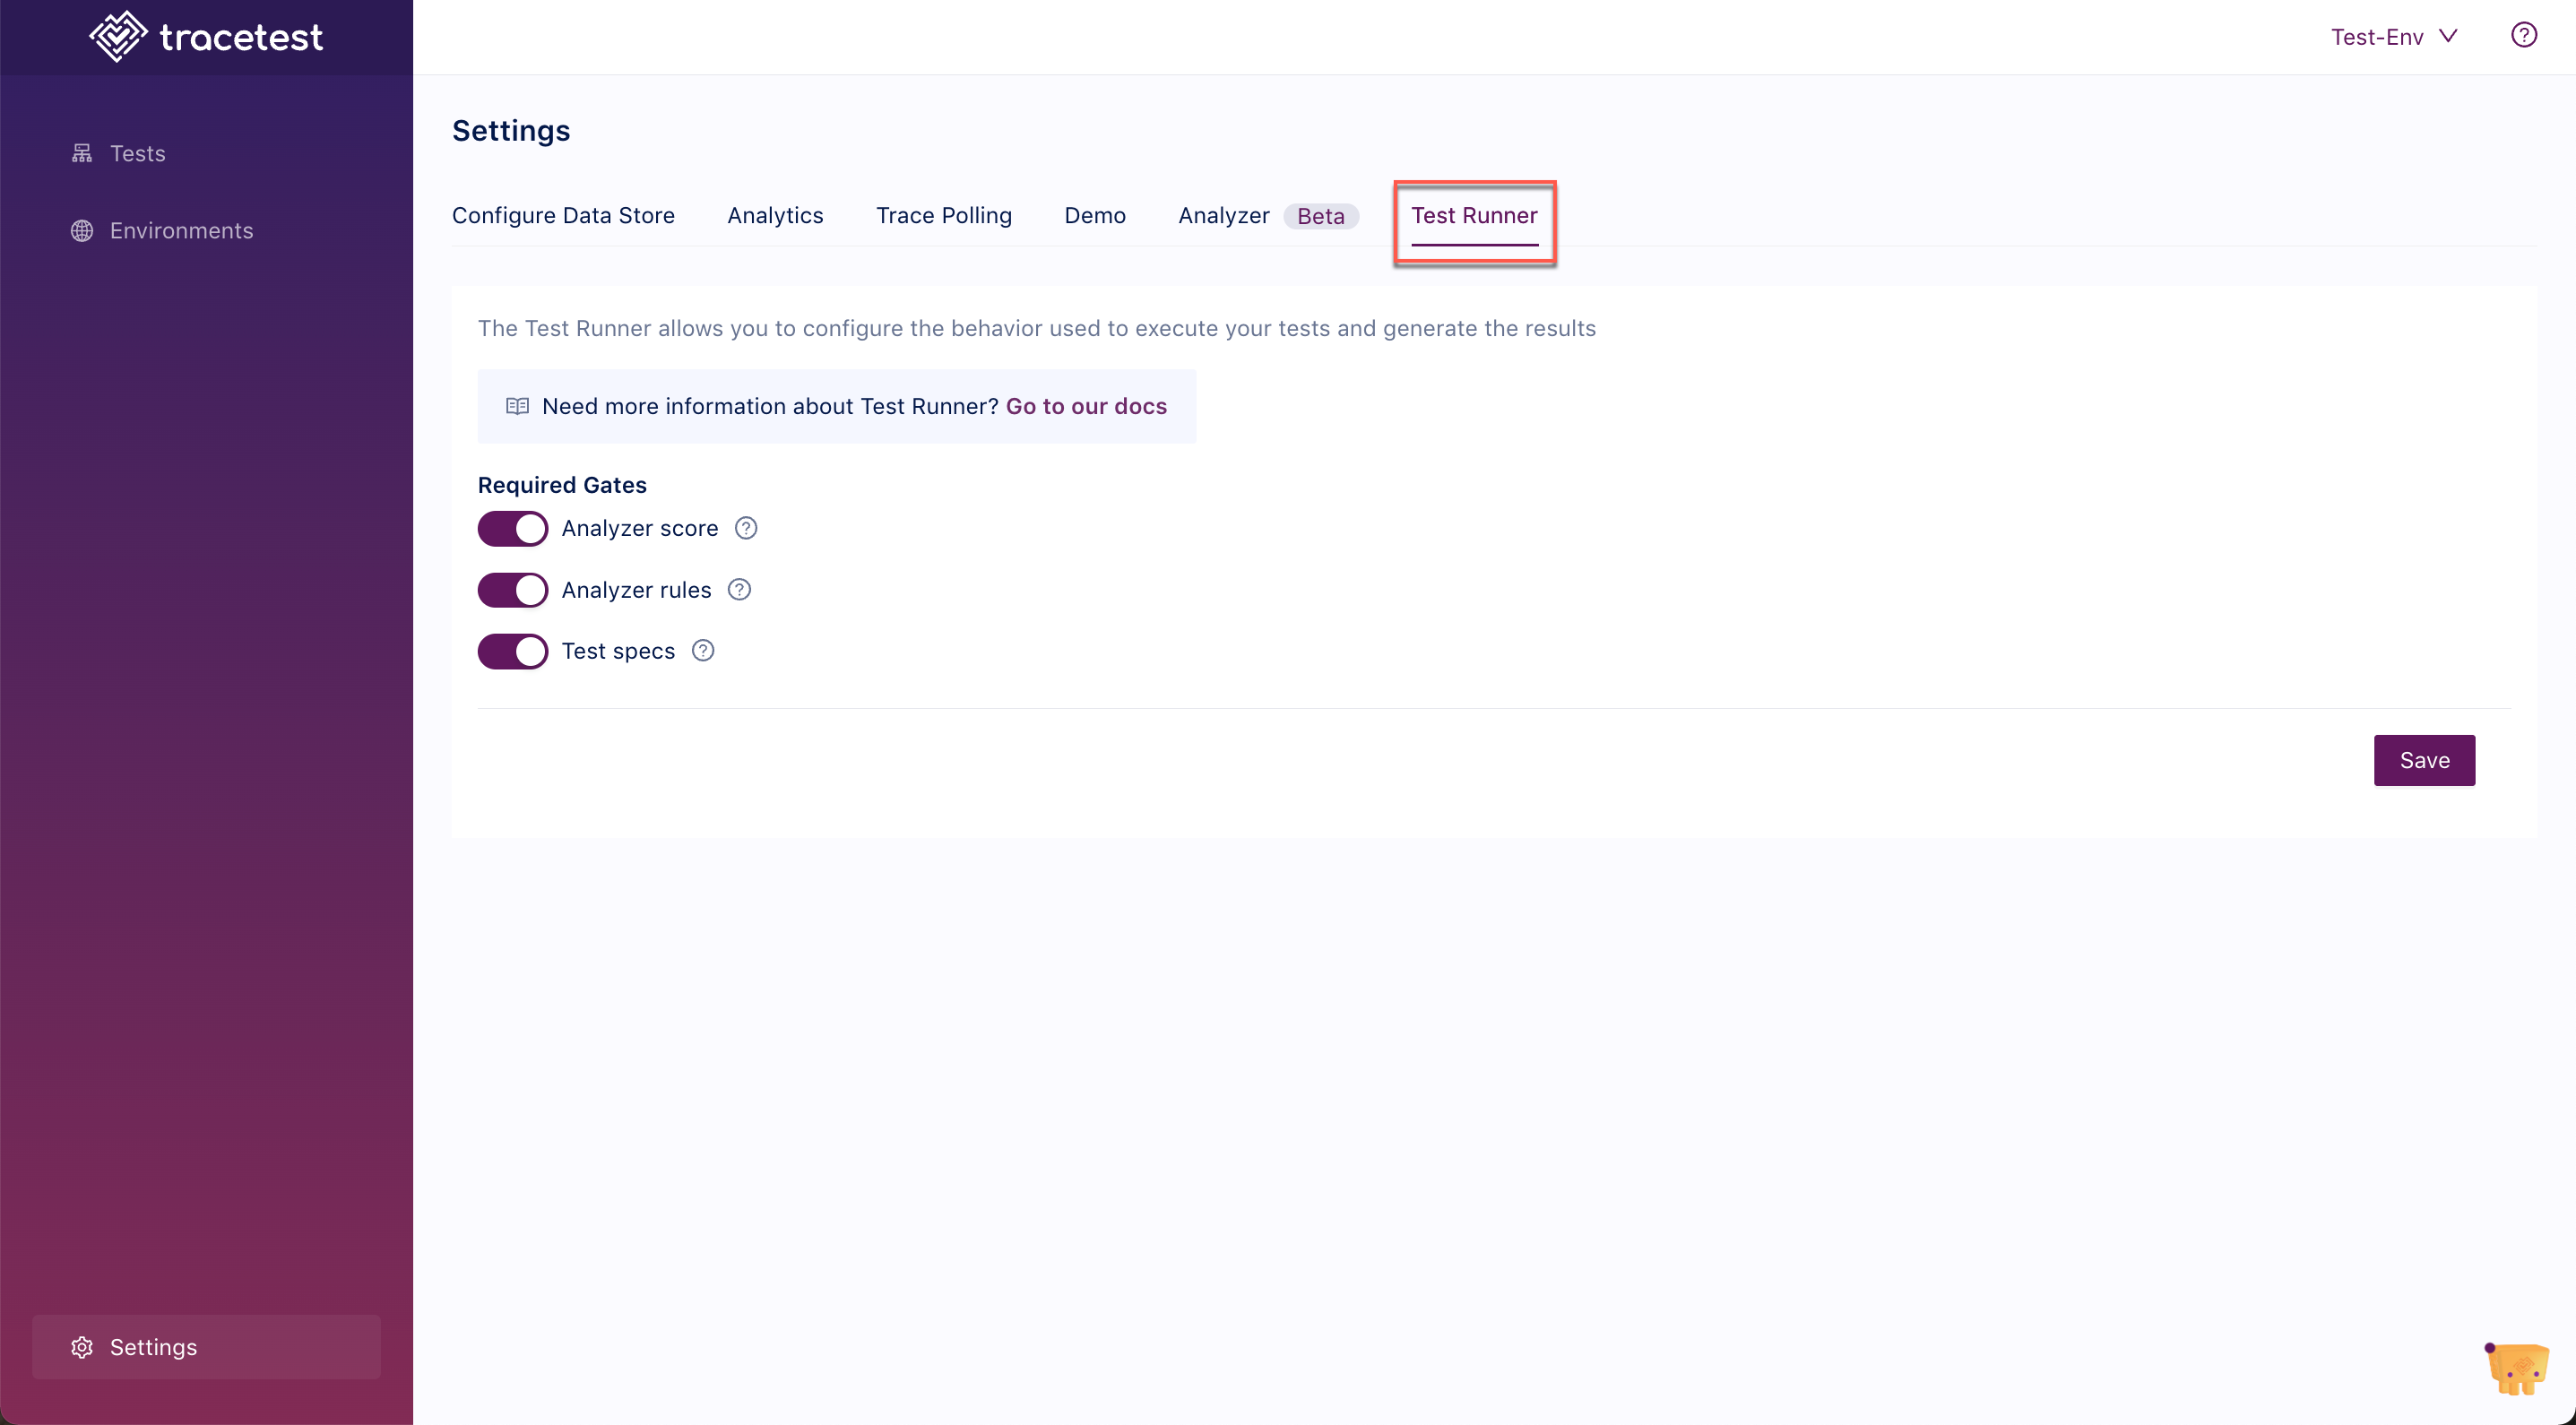 tracetest
Test-Env
Tests
Environments
Settings
Settings
Configure Data Store Analytics Trace Polling Demo Analyzer Beta Test Runner
The Test Runner allows you to configure the behavior used to execute your tests and generate the results
Need more information about Test Runner? Go to our docs
Required Gates
Analyzer score
Analyzer rules
Test specs
Save